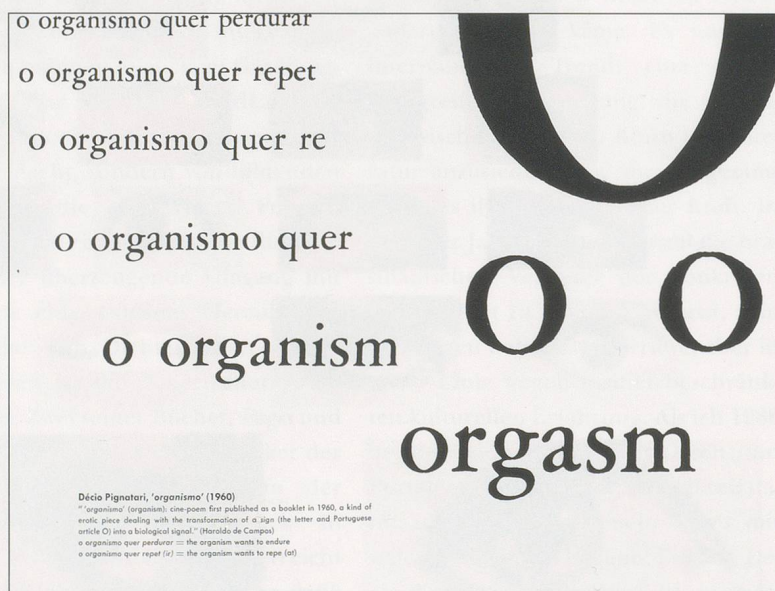 o organismo quer perdurar
o organismo quer repet
o organismo quer re
o organismo quer
o organism
orgasm
o o
O
Décio Pignatari, 'organismo' (1960)
"'organismo' (organism): cine-poem first published as a booklet in 1960, a kind of
erotic piece dealing with the transformation of a sign (the letter and Portuguese
article O) into a biological signal." (Haroldo de Campos)
o organismo quer perdurar = the organism wants to endure
o organismo quer repet (ir) = the organism wants to repe (at)